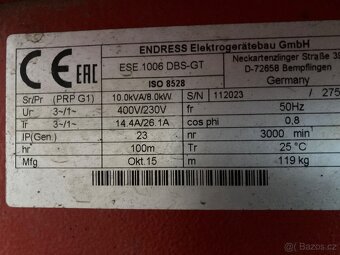 CE EAC
ENDRESS Elektrogerätebau GmbH
ESE 1006 DBS-GT
Neckartenzinger Straße 39
D-72658 Bempflingen
ISO 8528
Germany
Sr/Pr (PRP G1) 10.0kVA/8.0kW S/N 112023 / 275
Ur 3~/1~ 400V/230V fr 50Hz
Ir 3~/1~ 14.4A/26.1A cos phi 0,8
IP(Gen.) 23 nr 3000 min¹
hr 100m Tr 25 °C
Mfg Okt.15 m 119 kg
Bazos.cz